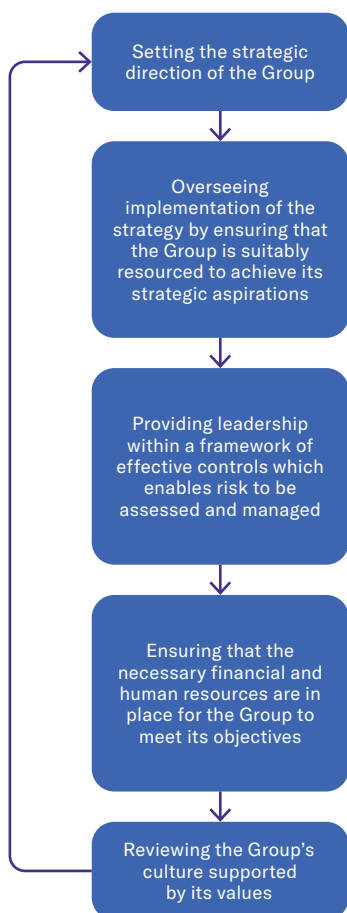 Setting the strategic
direction of the Group
Overseeing
implementation of the
strategy by ensuring that
the Group is suitably
resourced to achieve its
strategic aspirations
Providing leadership
within a framework of
effective controls which
enables risk to be
assessed and managed
Ensuring that the
necessary financial and
human resources are in
place for the Group to
meet its objectives
Reviewing the Group’s
culture supported
by its values